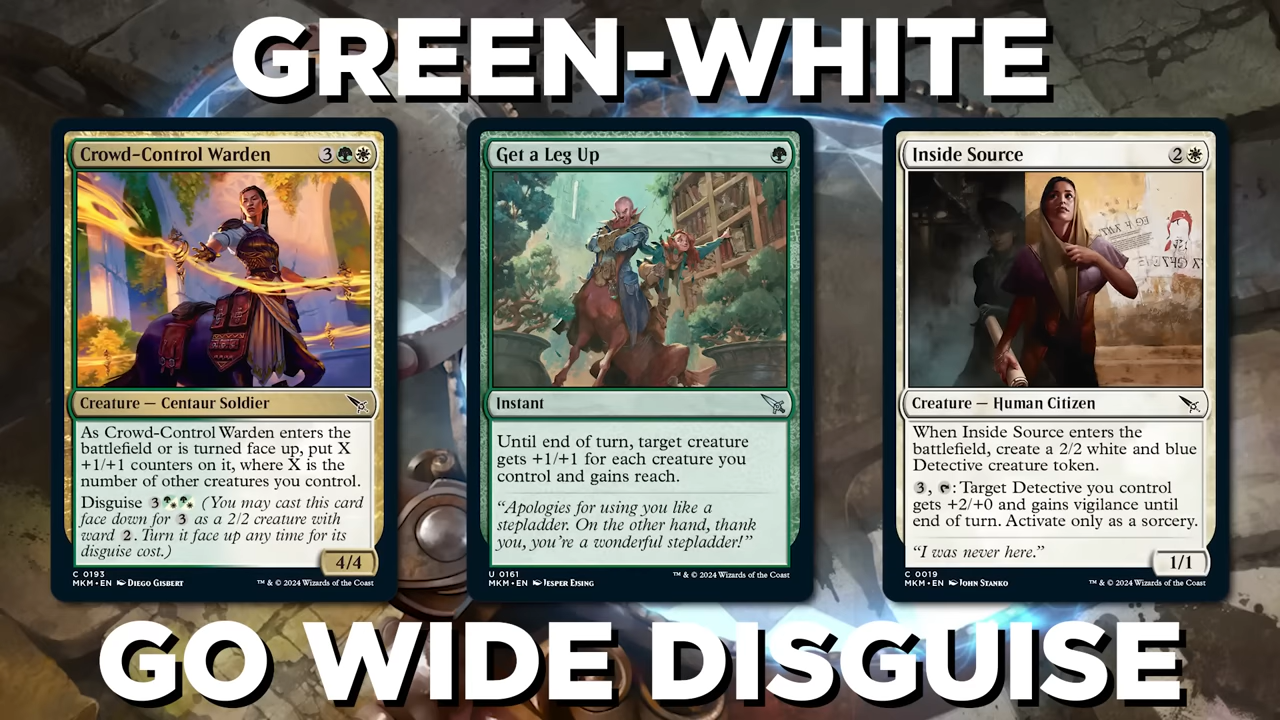 GREEN-WHITE
Crowd-Control Warden 3
Creature — Centaur Soldier
As Crowd-Control Warden enters the
battlefield or is turned face up, put X
+1/+1 counters on it, where X is the
number of other creatures you control.
Disguise 3 (You may cast this card
face down for 3 as a 2/2 creature with
ward 2. Turn it face up any time for its
disguise cost.)
4/4
C 0193
MKM • EN Diego Gisbert
™ & © 2024 Wizards of the Coast
Get a Leg Up
Instant
Until end of turn, target creature
gets +1/+1 for each creature you
control and gains reach.
“Apologies for using you like a
stepladder. On the other hand, thank
you, you’re a wonderful stepladder!”
U 0161
MKM • EN Jesper Ejsing
™ & © 2024 Wizards of the Coast
Inside Source 2
Creature — Human Citizen
When Inside Source enters the
battlefield, create a 2/2 white and blue
Detective creature token.
3, : Target Detective you control
gets +2/+0 and gains vigilance until
end of turn. Activate only as a sorcery.
“I was never here.”
1/1
C 0019
MKM • EN John Stanko
™ & © 2024 Wizards of the Coast
GO WIDE DISGUISE